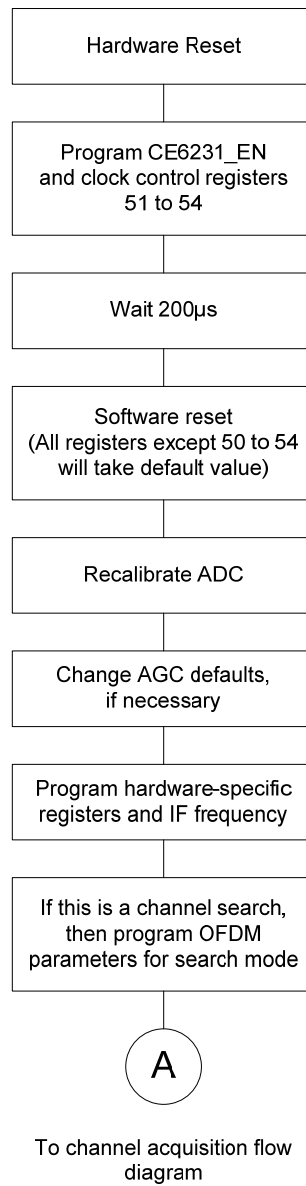 Hardware Reset
Program CE6231_EN
and clock control registers
51 to 54
Wait 200µs
Software reset
(All registers except 50 to 54
will take default value)
Recalibrate ADC
Change AGC defaults,
if necessary
Program hardware-specific
registers and IF frequency
If this is a channel search,
then program OFDM
parameters for search mode
A
To channel acquisition flow
diagram